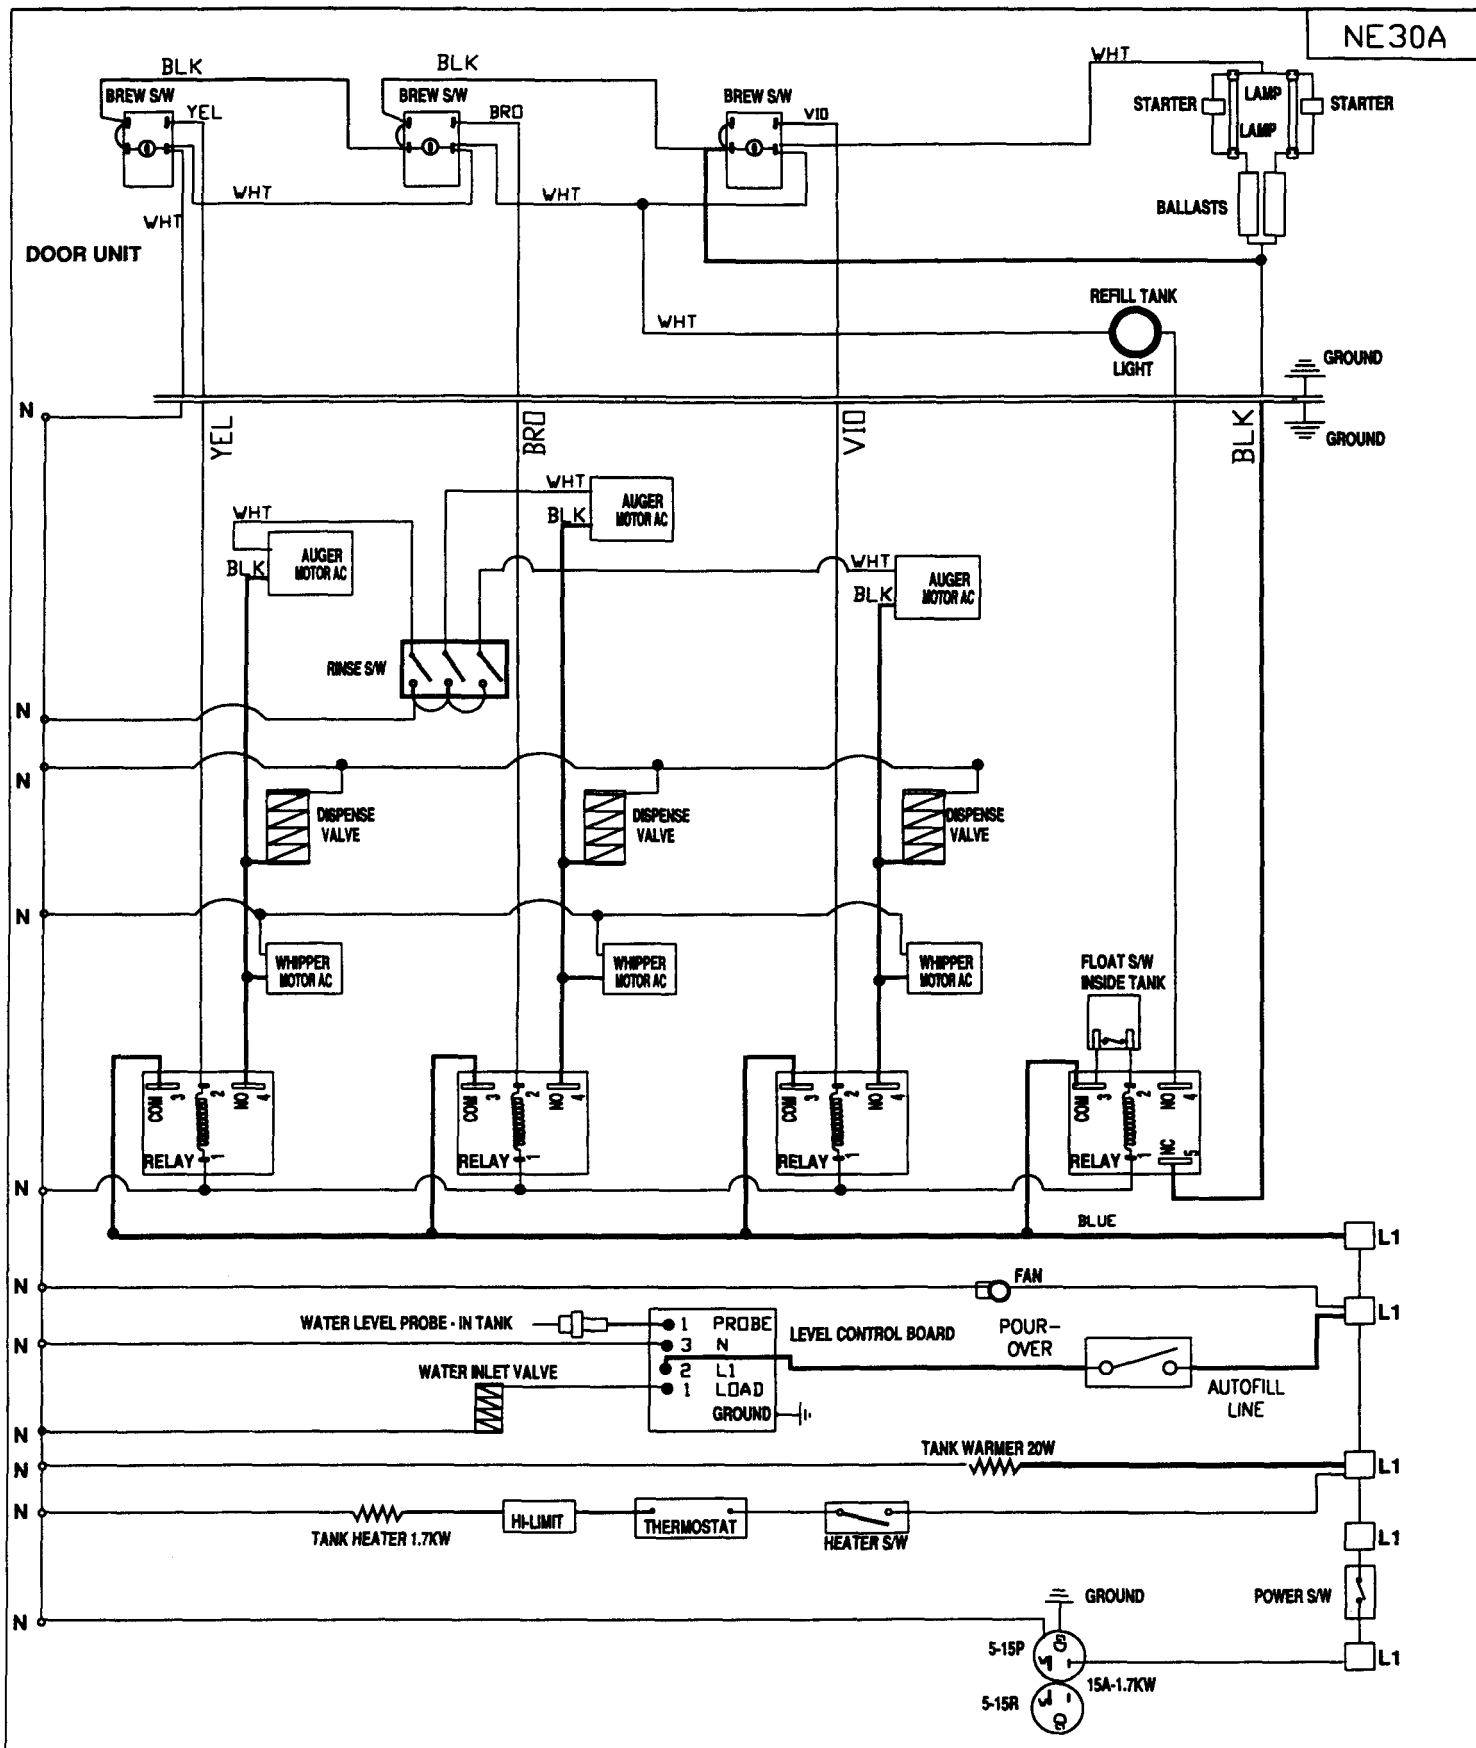 NE30A
BLK
BLK
WHT
BREW S/W
BREW S/W
BREW S/W
YEL
BRO
VIO
STARTER
LAMP
STARTER
LAMP
WHT
WHT
WHT
BALLASTS
DOOR UNIT
REFILL TANK
WHT
LIGHT
GROUND
N
YEL
BRO
VIO
BLK
GROUND
WHT
AUGER
MOTOR AC
BLK
WHT
AUGER
MOTOR AC
BLK
WHT
AUGER
MOTOR AC
BLK
RINSE S/W
N
N
DISPENSE
VALVE
DISPENSE
VALVE
DISPENSE
VALVE
N
WHIPPER
MOTOR AC
WHIPPER
MOTOR AC
WHIPPER
MOTOR AC
FLOAT S/W
INSIDE TANK
COM 3 2 NO 4
RELAY 1
COM 3 2 NO 4
RELAY 1
COM 3 2 NO 4
RELAY 1
COM 3 2 NO 4
RELAY 1 NC 5
N
BLUE
L1
N
FAN
L1
WATER LEVEL PROBE - IN TANK
1 PROBE
N
3 N
LEVEL CONTROL BOARD
POUR-
OVER
WATER INLET VALVE
2 L1
1 LOAD
AUTOFILL
LINE
GROUND
N
TANK WARMER 20W
N
L1
N
TANK HEATER 1.7KW
HI-LIMIT
THERMOSTAT
HEATER S/W
L1
POWER S/W
GROUND
N
5-15P
GD
L1
15A-1.7KW
5-15R